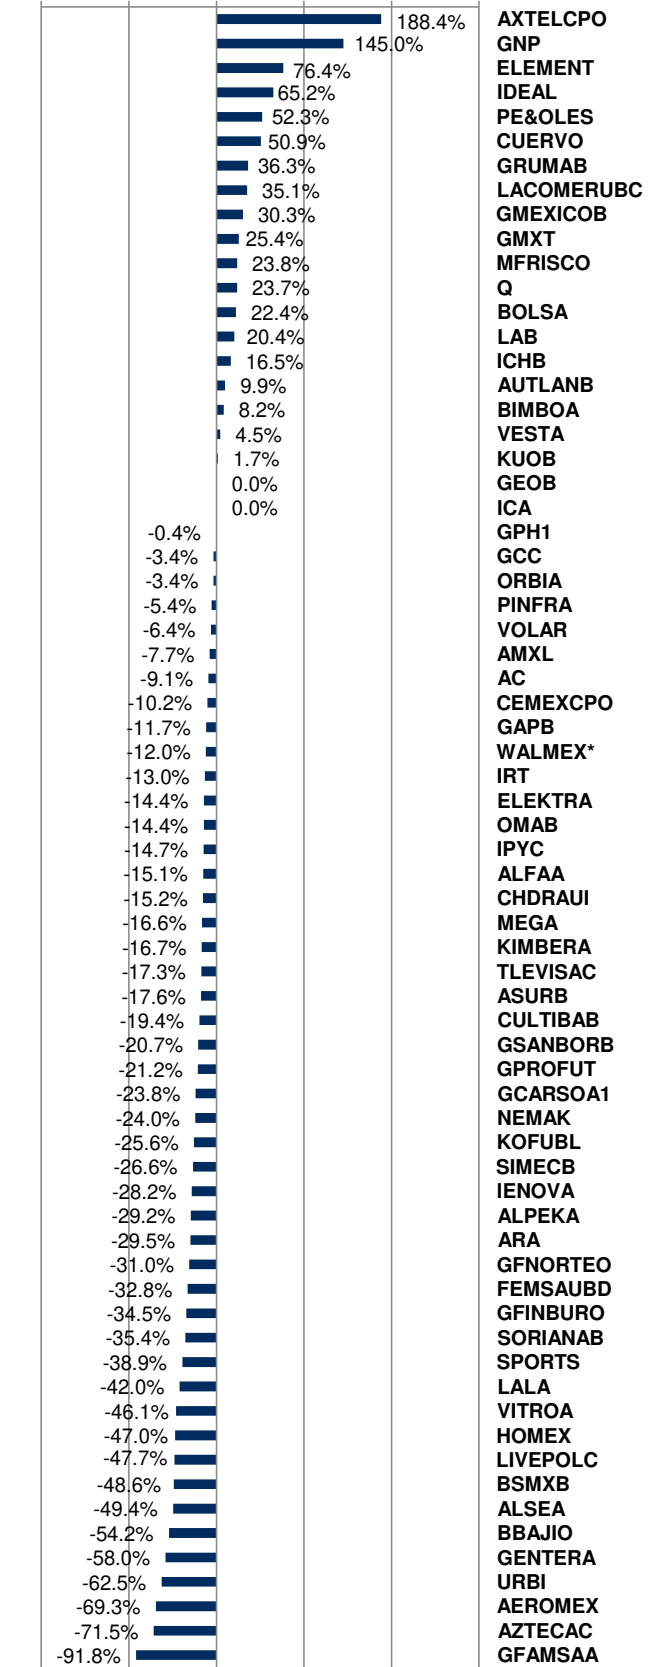 188.4% AXTELCPO
145.0% GNP
76.4% ELEMENT
65.2% IDEAL
52.3% PE&OLES
50.9% CUERVO
36.3% GRUMAB
35.1% LACOMERUBC
30.3% GMEXICOB
25.4% GMXT
23.8% MFRISCO
23.7% Q
22.4% BOLSA
20.4% LAB
16.5% ICHB
9.9% AUTLANB
8.2% BIMBOA
4.5% VESTA
1.7% KUOB
0.0% GEOB
0.0% ICA
-0.4% GPH1
-3.4% GCC
-3.4% ORBIA
-5.4% PINFRA
-6.4% VOLAR
-7.7% AMXL
-9.1% AC
-10.2% CEMEXCPO
-11.7% GAPB
-12.0% WALMEX*
-13.0% IRT
-14.4% ELEKTRA
-14.4% OMAB
-14.7% IPYC
-15.1% ALFAA
-15.2% CHDRAUI
-16.6% MEGA
-16.7% KIMBERA
-17.3% TLEVISAC
-17.6% ASURB
-19.4% CULTIBAB
-20.7% GSANBORB
-21.2% GPROFUT
-23.8% GCARSOA1
-24.0% NEMAK
-25.6% KOFUBL
-26.6% SIMECB
-28.2% IENOVA
-29.2% ALPEKA
-29.5% ARA
-31.0% GFNORTEO
-32.8% FEMSAUBD
-34.5% GFINBURO
-35.4% SORIANAB
-38.9% SPORTS
-42.0% LALA
-46.1% VITROA
-47.0% HOMEX
-47.7% LIVEPOLC
-48.6% BSMXB
-49.4% ALSEA
-54.2% BBAJIO
-58.0% GENTERA
-62.5% URBI
-69.3% AEROMEX
-71.5% AZTECAC
-91.8% GFAMSAA